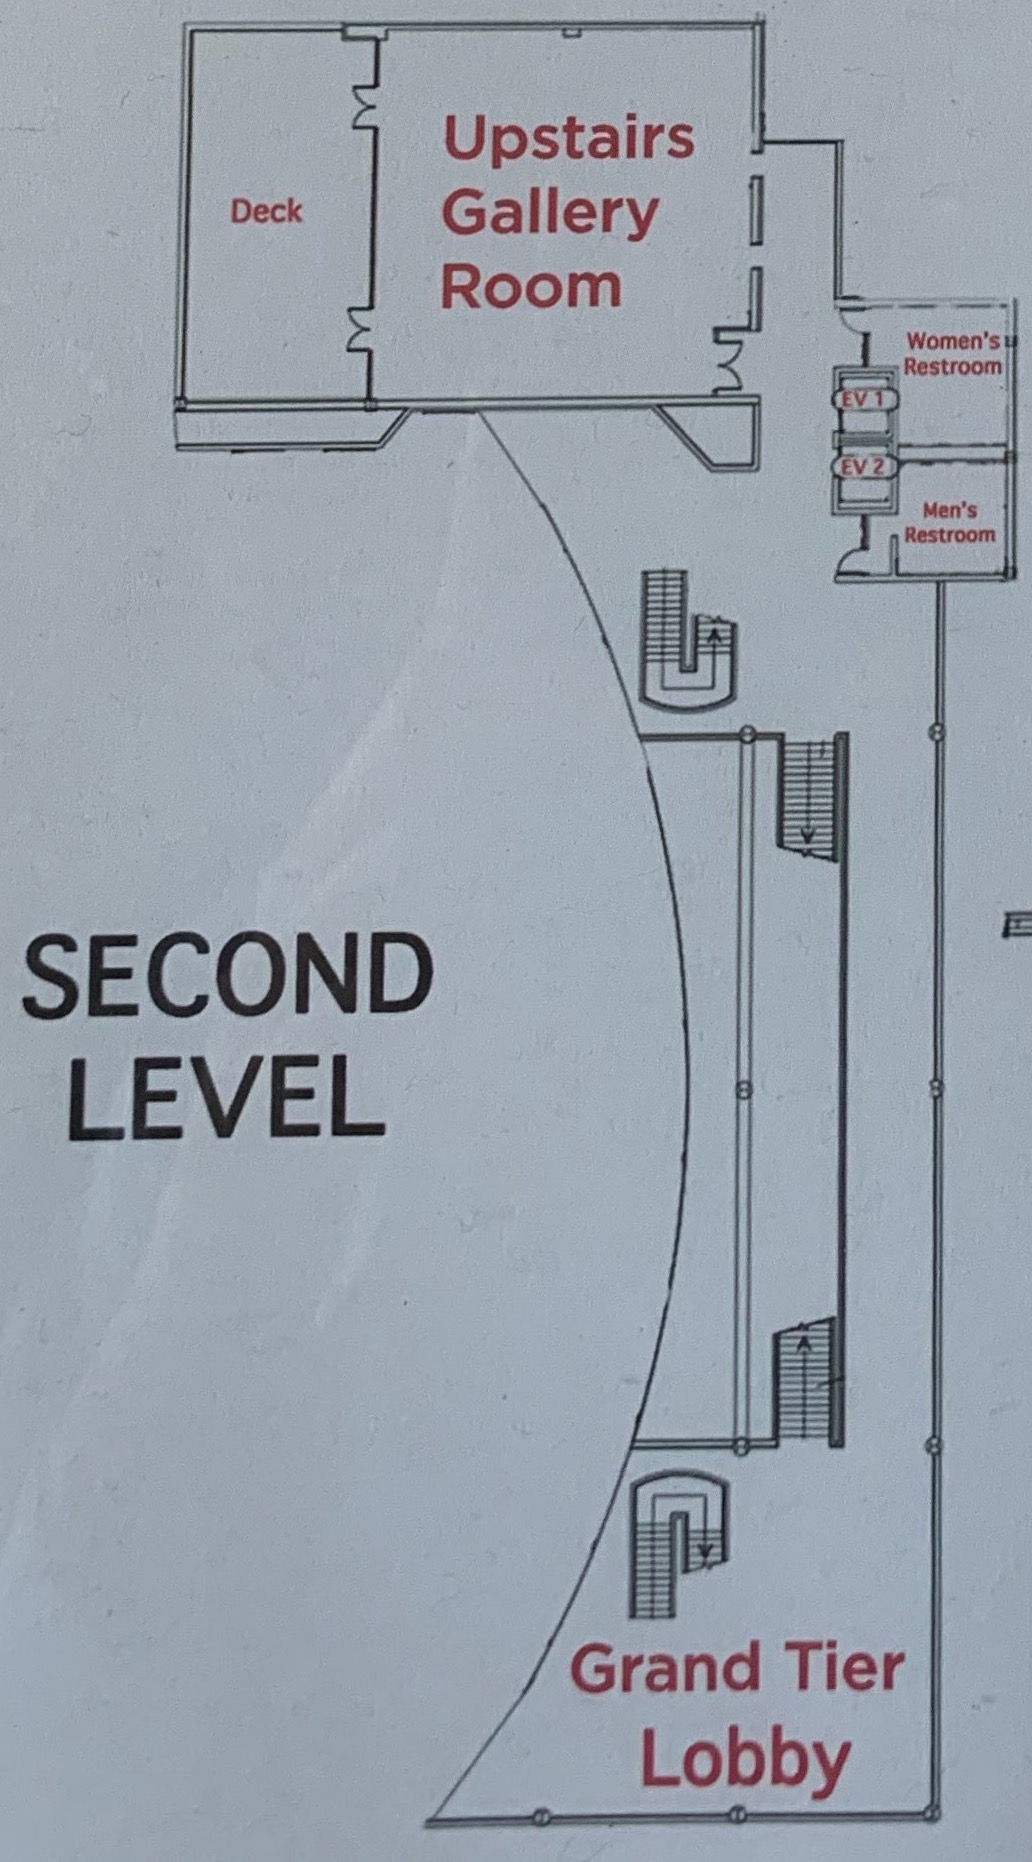 Upstairs
Gallery
Room
Deck
Women's
Restroom
EV 1
EV 2
Men's
Restroom
SECOND
LEVEL
Grand Tier
Lobby